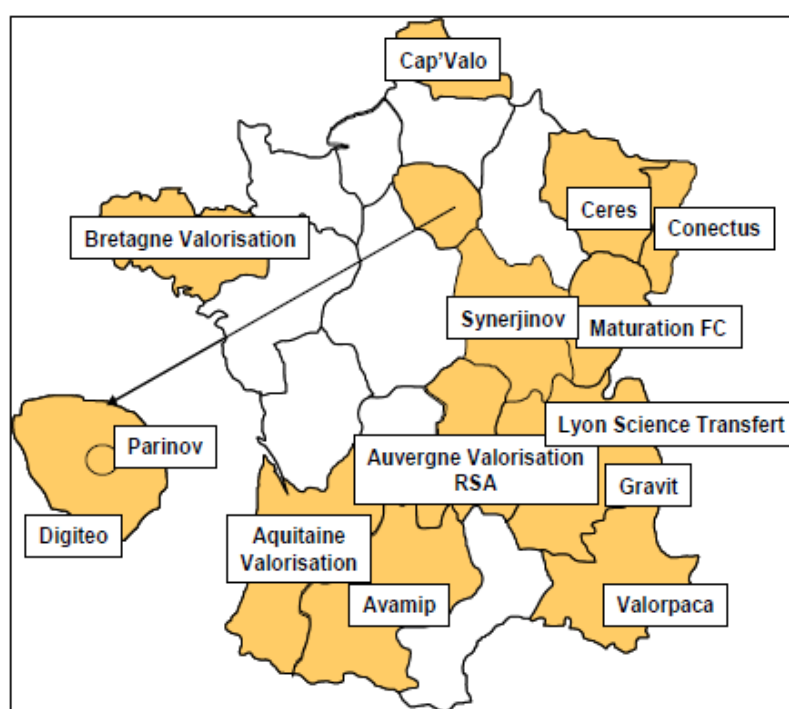 Cap'Valo
Ceres
Conectus
Bretagne Valorisation
Synerjinov
Maturation FC
Lyon Science Transfert
Parinov
Auvergne Valorisation
RSA
Gravit
Digiteo
Aquitaine
Valorisation
Avamip
Valorpaca